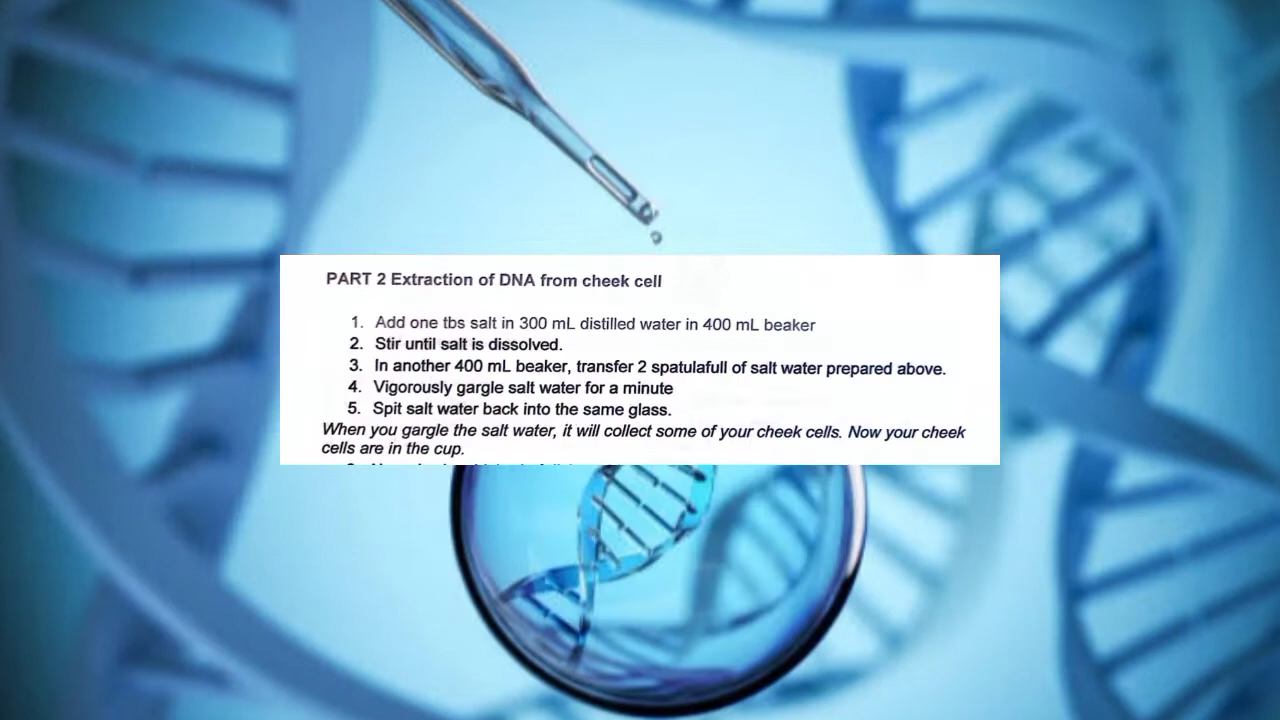 PART 2 Extraction of DNA from cheek cell
1. Add one tbs salt in 300 mL distilled water in 400 mL beaker
2. Stir until salt is dissolved.
3. In another 400 mL beaker, transfer 2 spatulafull of salt water prepared above.
4. Vigorously gargle salt water for a minute
5. Spit salt water back into the same glass.
When you gargle the salt water, it will collect some of your cheek cells. Now your cheek
cells are in the cup.